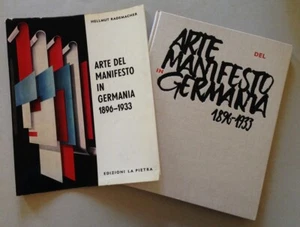 HELLMUT RADEMACHER
ARTE DEL
MANIFESTO
IN
GERMANIA
1896-1933
EDIZIONI LA PIETRA
ARTE
DEL
MANIFESTO
IN
GERMANIA
1896-1933